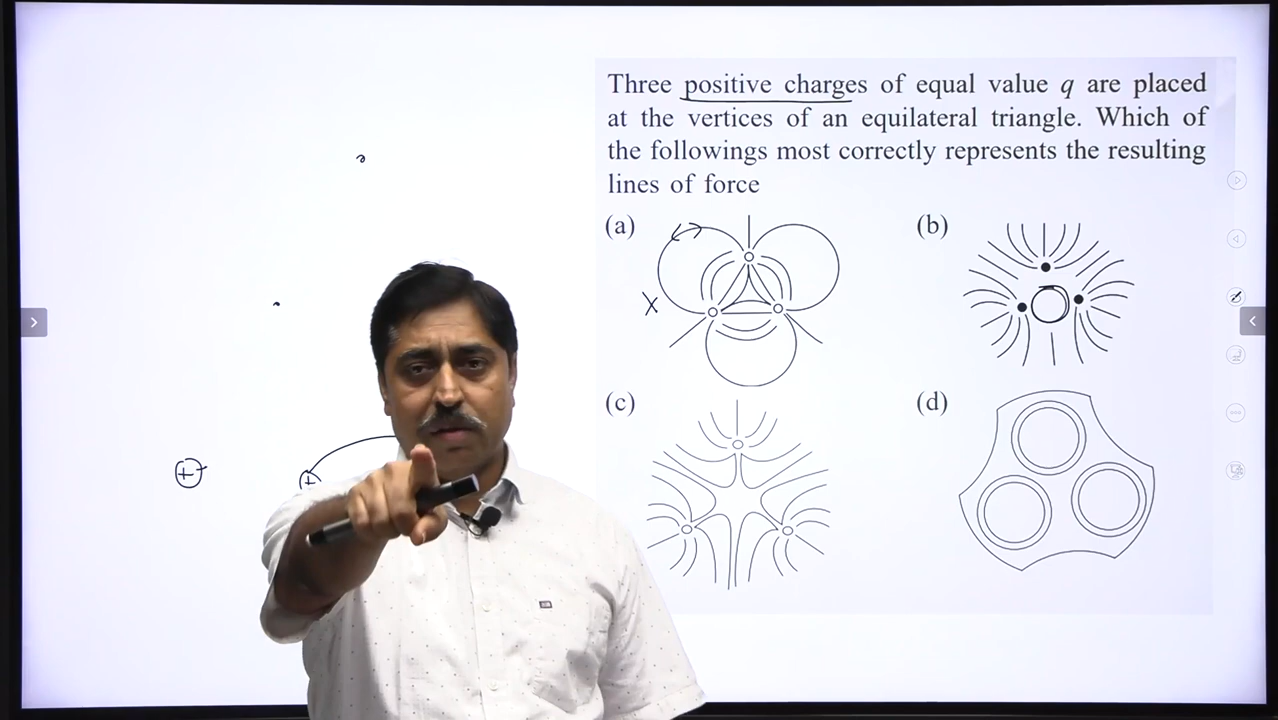 Three positive charges of equal value q are placed
at the vertices of an equilateral triangle. Which of
the followings most correctly represents the resulting
lines of force
(a)
(b)
(c)
(d)